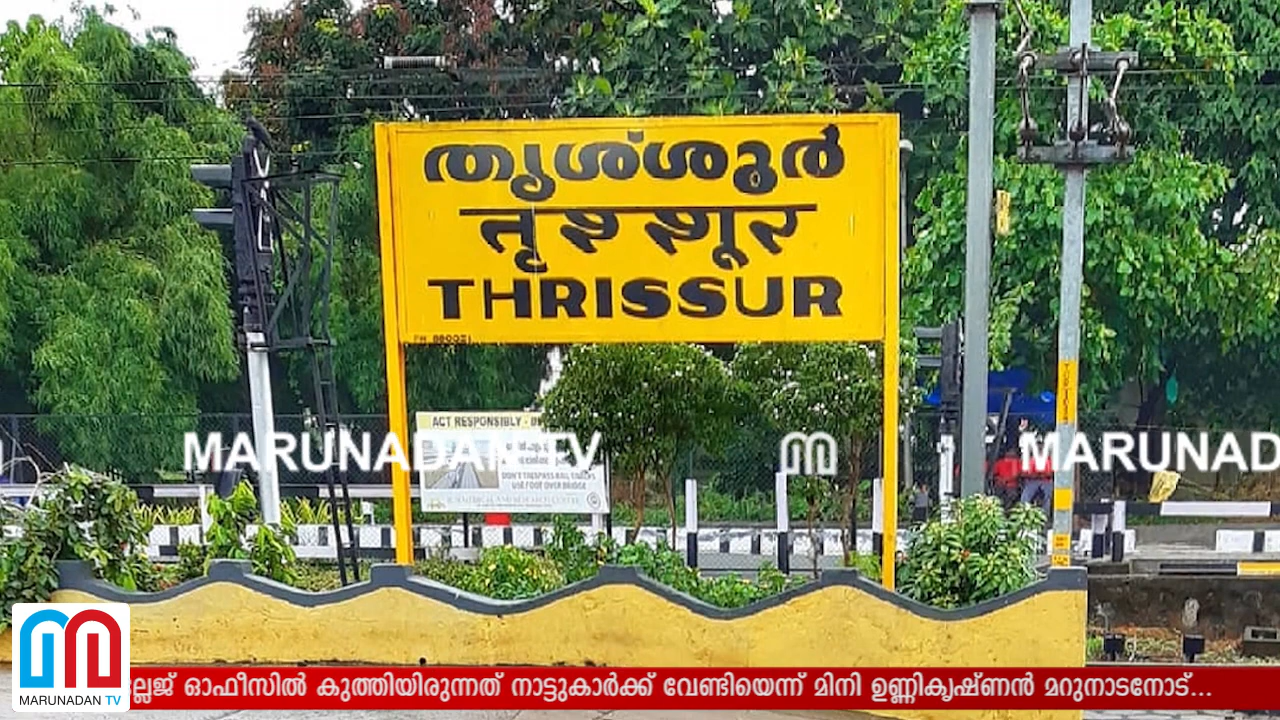 തൃശ്ശൂർ
तृश्शूर
THRISSUR
ACT RESPONSIBLY -
DON'T TRESPASS RAIL TRACKS
USE FOOT OVER BRIDGE
MARUNADAN TV
MARUNAD
MARUNADAN TV
ല്ലേജ് ഓഫീസിൽ കുത്തിയിരുന്നത് നാട്ടുകാർക്ക് വേണ്ടിയെന്ന് മിനി ഉണ്ണികൃഷ്ണൻ മറുനാടനോട്...